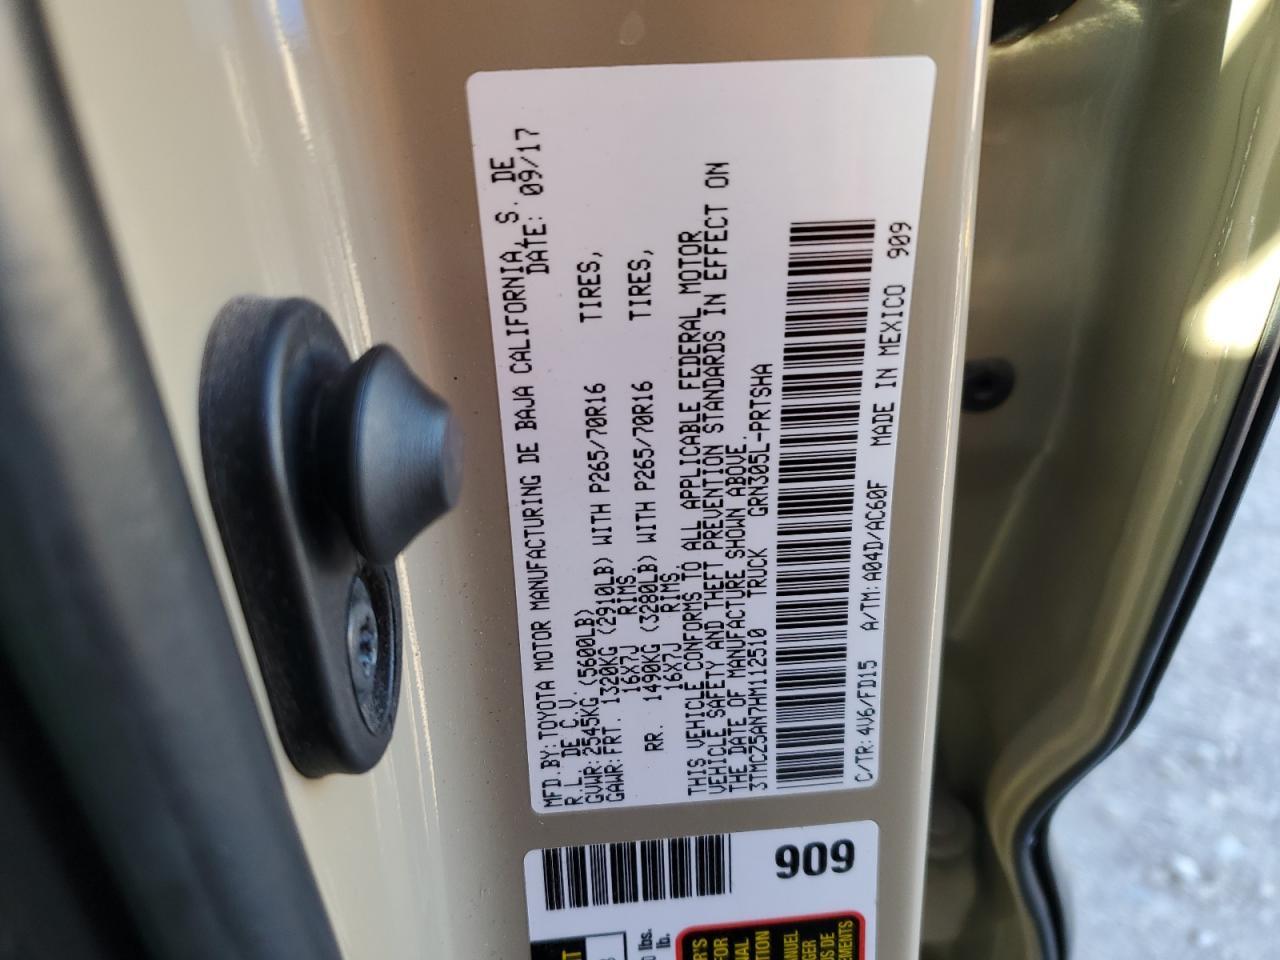 MFD.BY:TOYOTA MOTOR MANUFACTURING DE BAJA CALIFORNIA, S. DE
R.L. DE C.V. DATE: 09/17
GVWR:2545KG (5600LB)
GAWR:FRT. 1320KG (2910LB) WITH P265/70R16 TIRES,
16X7J RIMS.
RR. 1490KG (3280LB) WITH P265/70R16 TIRES,
16X7J RIMS
THIS VEHICLE CONFORMS TO ALL APPLICABLE FEDERAL MOTOR
VEHICLE SAFETY AND THEFT PREVENTION STANDARDS IN EFFECT ON
THE DATE OF MANUFACTURE SHOWN ABOVE.
3TMCZ5AN7HM112510 TRUCK GRN305L-PRTSHA
C/TR:4V6/FD15 A/TM:A04D/AC60F MADE IN MEXICO 909
909
lbs.
lb.